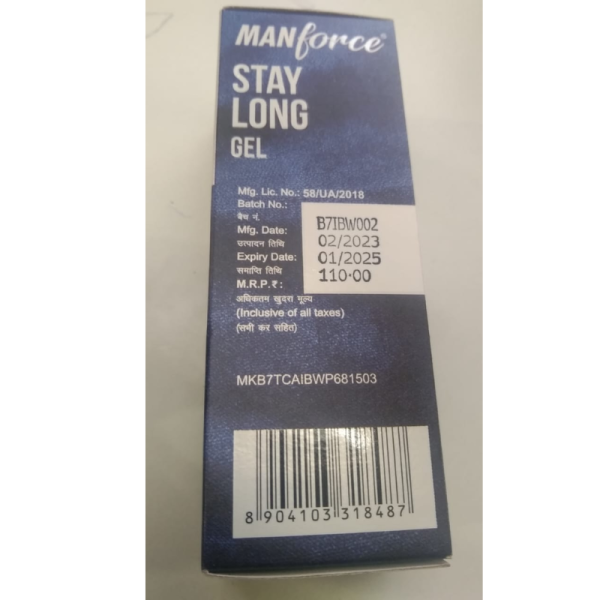 MANforce®
STAY
LONG
GEL
Mfg. Lic. No.: 58/UA/2018
Batch No.: B7IBW002
बैच नं.
Mfg. Date: 02/2023
उत्पादन तिथि
Expiry Date: 01/2025
समाप्ति तिथि
M.R.P.₹: 110.00
अधिकतम खुदरा मूल्य
(Inclusive of all taxes)
(सभी कर सहित)
MKB7TCAIBWP681503
8 904103 318487